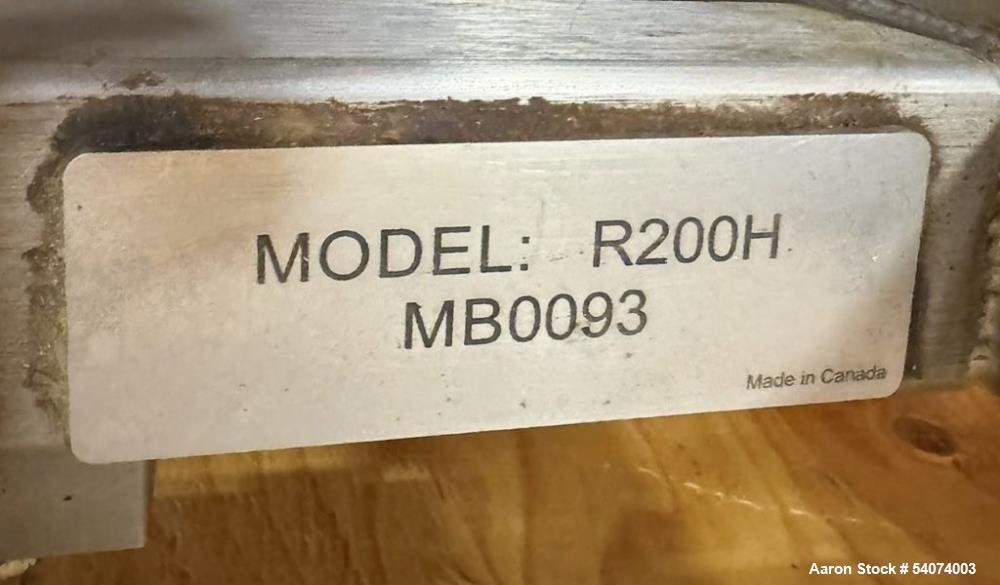 MODEL: R200H
MB0093
Made in Canada
Aaron Stock # 54074003